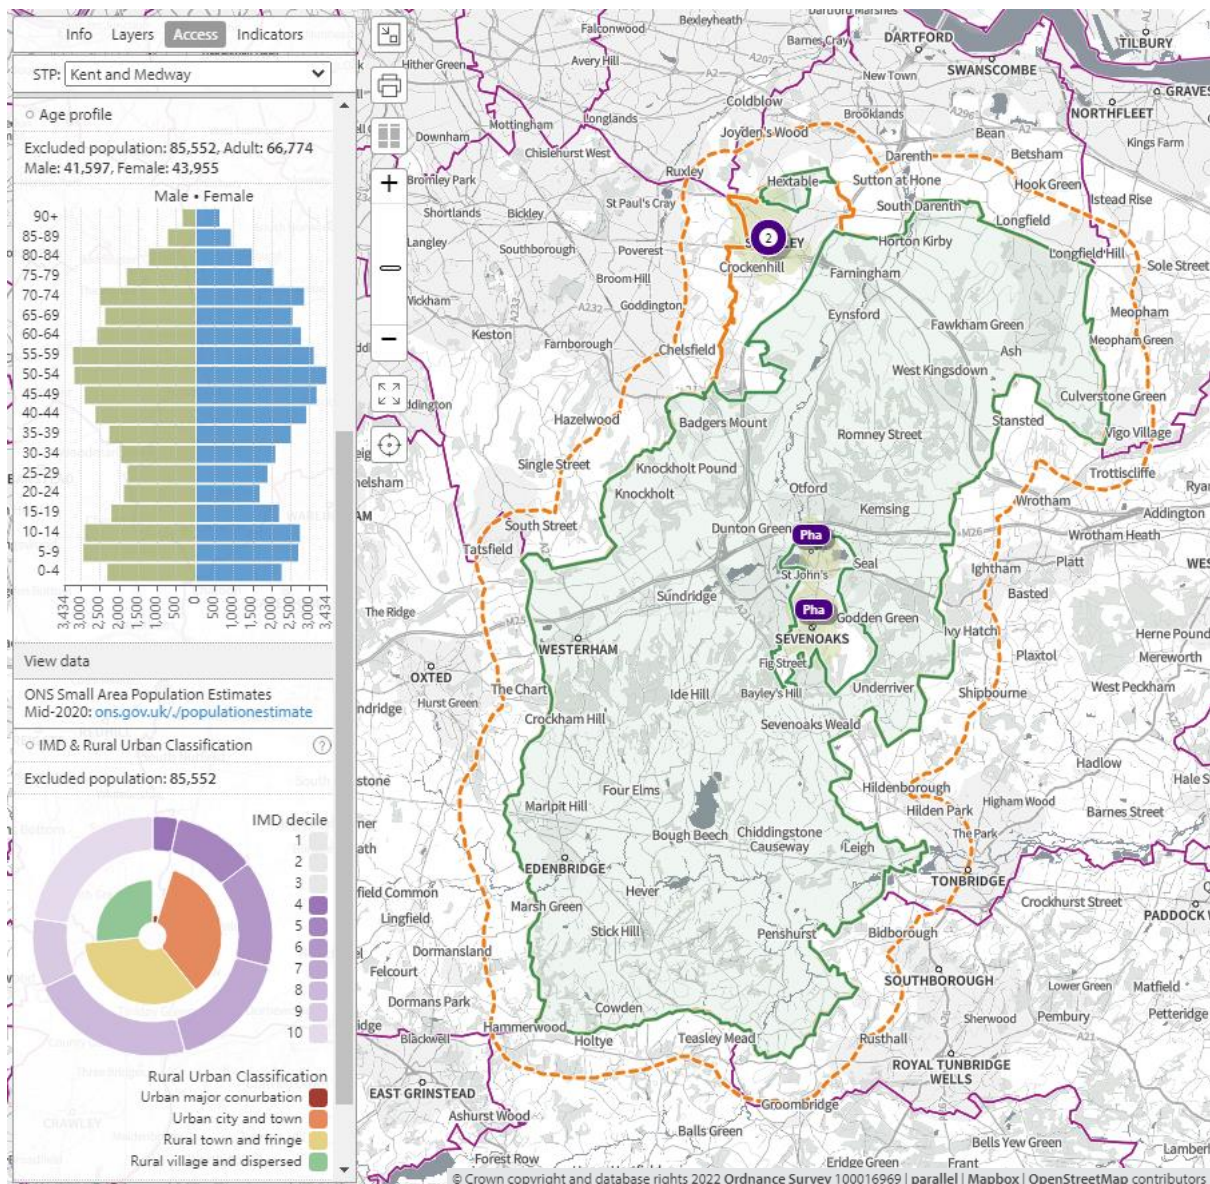 Info Layers Access Indicators
STP: Kent and Medway
Age profile
Excluded population: 85,552, Adult: 66,774
Male: 41,597, Female: 43,955
Male • Female
90+
85-89
80-84
75-79
70-74
65-69
60-64
55-59
50-54
45-49
40-44
35-39
30-34
25-29
20-24
15-19
10-14
5-9
0-4
3,434 3,000 2,500 2,000 1,500 1,000 500 0 500 1,000 1,500 2,000 2,500 3,000 3,434
View data
ONS Small Area Population Estimates
Mid-2020: ons.gov.uk/./populationestimate
IMD & Rural Urban Classification ?
Excluded population: 85,552
IMD decile
1
2
3
4
5
6
7
8
9
10
Rural Urban Classification
Urban major conurbation
Urban city and town
Rural town and fringe
Rural village and dispersed
Bexleyheath
Falconwood
Barnes Cray
DARTFORD
TILBURY
Hither Green
Avery Hill
A2
A207
New Town
SWANSCOMBE
Coldblow
Brooklands
A296
NORTHFLEET
Longlands
Mottingham
Downham
Joyden's Wood
Bean
A2
Kings Farm
Chislehurst West
Darenth
Betsham
Bromley Park
Ruxley
Hextable
Sutton at Hone
Hook Green
Istead Rise
Shortlands
Bickley
St Paul's Cray
South Darenth
Longfield
Langley
Southborough
Poverest
2
Horton Kirby
Longfield Hill
Sole Street
Crockenhill
Farningham
Broom Hill
Wickham
A232
Goddington
Eynsford
Meopham
Keston
Farnborough
Fawkham Green
Meopham Green
Chelsfield
Ash
West Kingsdown
Culverstone Green
Hazelwood
Badgers Mount
Stansted
Romney Street
Vigo Village
Single Street
Knockholt Pound
Trottiscliffe
Knockholt
Otford
Kemsing
Wrotham
Addington
South Street
Dunton Green
Pha
M26
Wrotham Heath
Tatsfield
St John's
Seal
Ightham
Platt
Sundridge
Basted
The Ridge
M25
Pha
Godden Green
WESTERHAM
SEVENOAKS
Ivy Hatch
Herne Pound
Plaxtol
Mereworth
OXTED
Fig Street
The Chart
Ide Hill
Bayley's Hill
Underriver
Shipbourne
West Peckham
Hurst Green
Crockham Hill
Sevenoaks Weald
Hadlow
Hildenborough
Four Elms
Marlpit Hill
Hilden Park
Higham Wood
Barnes Street
Bough Beech
Chiddingstone Causeway
The Park
Leigh
EDENBRIDGE
TONBRIDGE
Hever
Marsh Green
Crockhurst Street
Lingfield
Stick Hill
Penshurst
Bidborough
Dormansland
Felcourt
SOUTHBOROUGH
Lower Green
Matfield
Dormans Park
Cowden
Sherwood
Pembury
Petteridge
Hammerwood
Holtye
Teasley Mead
Rusthall
A21
Blackwell
ROYAL TUNBRIDGE WELLS
EAST GRINSTEAD
A26
Groombridge
Ashurst Wood
Balls Green
Bells Yew Green
Forest Row
Eridge Green
Frant
© Crown copyright and database rights 2022 Ordnance Survey 100016969 | parallel | Mapbox | OpenStreetMap contributors